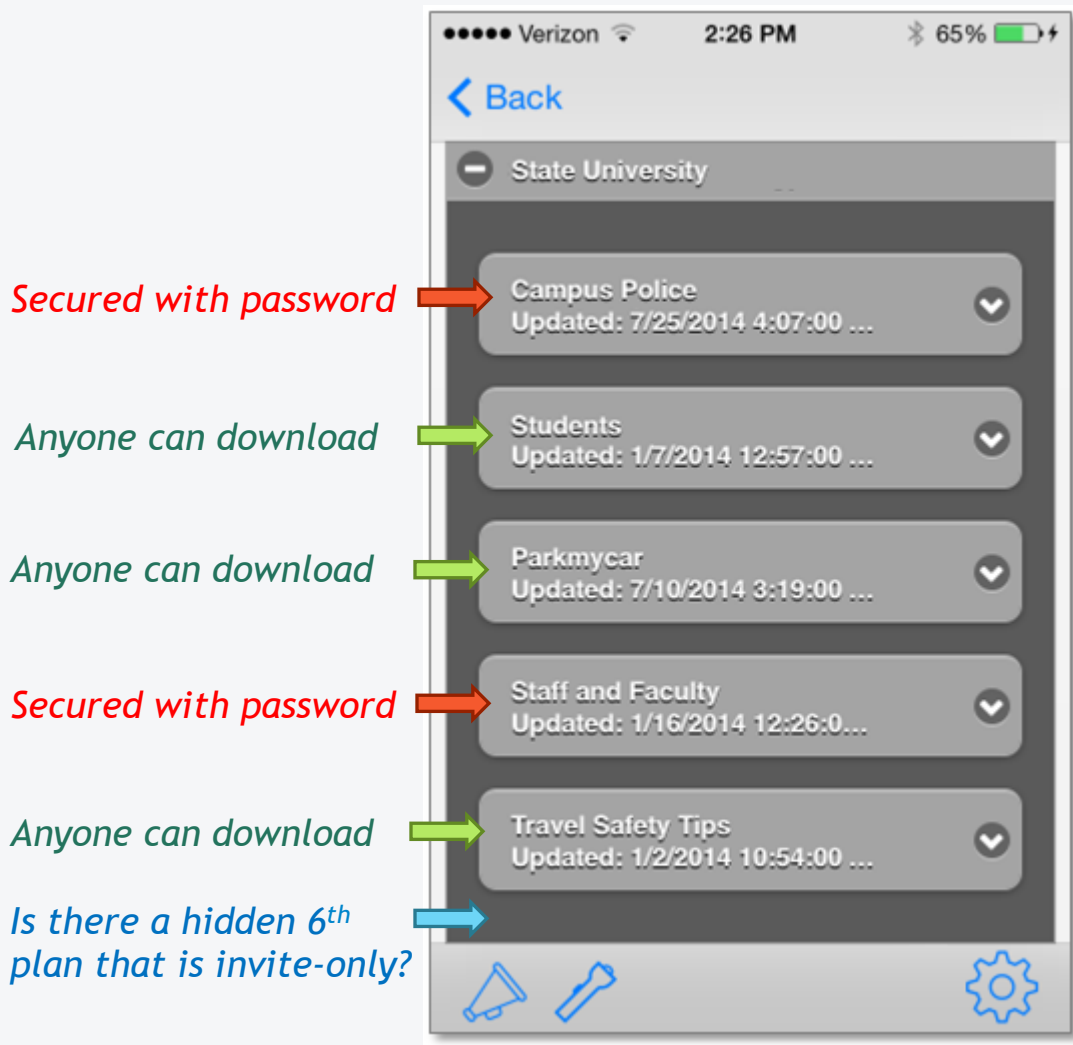 Verizon 2:26 PM 65%
Back
State University
Secured with password
Campus Police
Updated: 7/25/2014 4:07:00 ...
Anyone can download
Students
Updated: 1/7/2014 12:57:00 ...
Anyone can download
Parkmycar
Updated: 7/10/2014 3:19:00 ...
Secured with password
Staff and Faculty
Updated: 1/16/2014 12:26:0...
Anyone can download
Travel Safety Tips
Updated: 1/2/2014 10:54:00 ...
Is there a hidden 6th
plan that is invite-only?